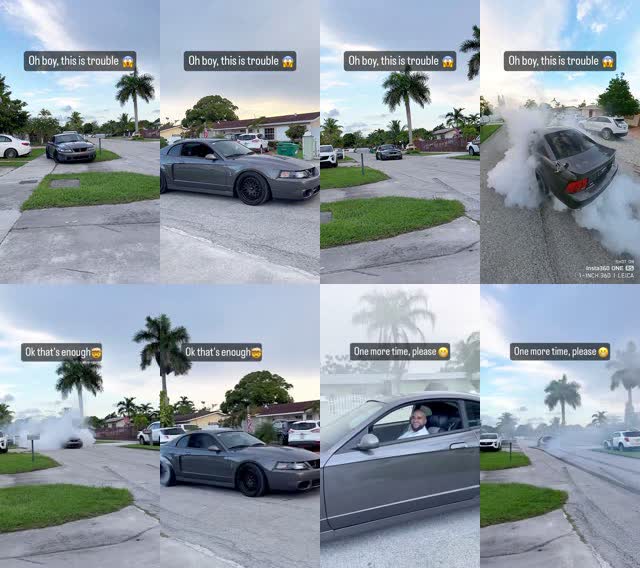 Oh boy, this is trouble 😱
Oh boy, this is trouble 😱
Oh boy, this is trouble 😱
Oh boy, this is trouble 😱
SHOT ON
Insta360 ONE RS
1-INCH 360 | LEICA
Ok that's enough🤯
Ok that's enough🤯
One more time, please 🤭
One more time, please 🤭